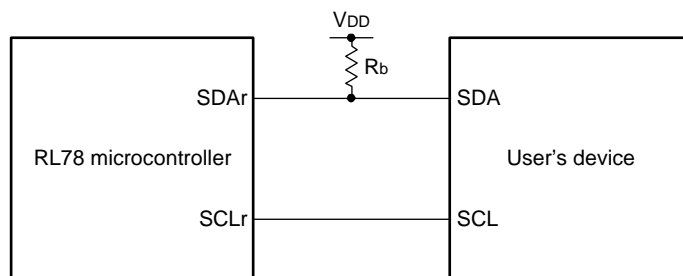 VDD
Rb
SDAr
SDA
RL78 microcontroller
User's device
SCLr
SCL